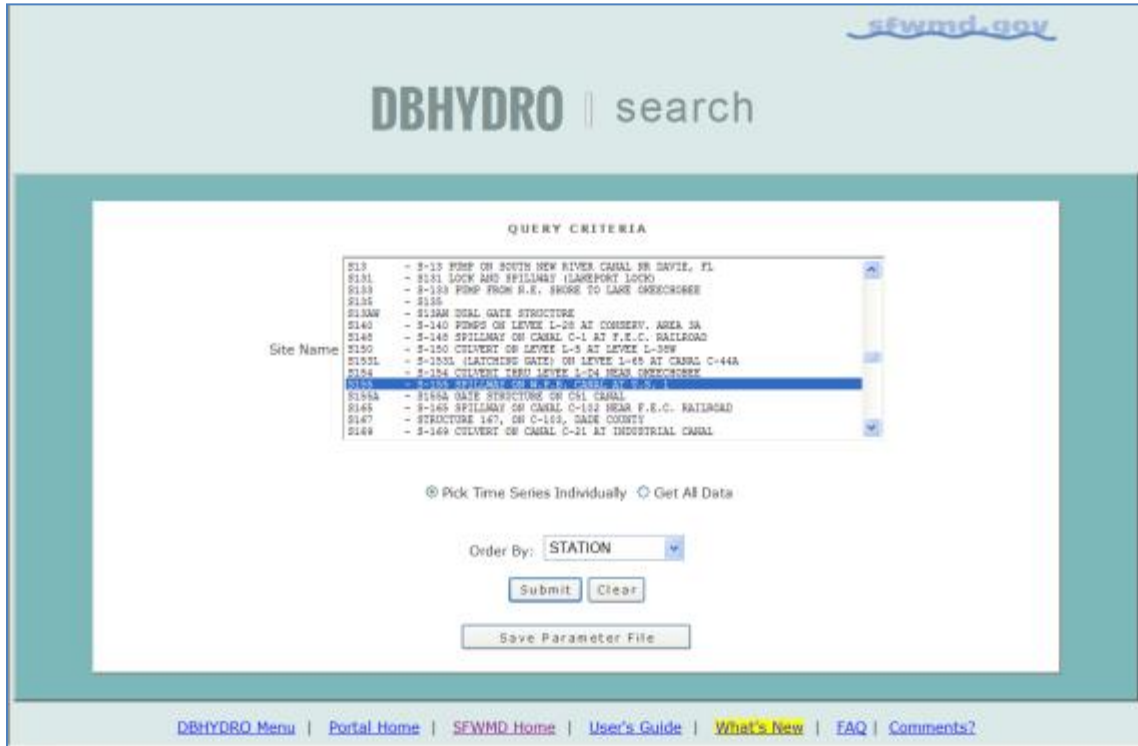 sfwmd.gov
DBHYDRO | search
QUERY CRITERIA
Site Name
S13 - S-13 PUMP ON SOUTH NEW RIVER CANAL NR DAVIE, FL
S131 - S131 LOCK AND SPILLWAY (LAKEPORT LOCK)
S133 - S-133 PUMP FROM N.E. SHORE TO LAKE OKEECHOBEE
S135 - S135
S13AW - S13AW DUAL GATE STRUCTURE
S140 - S-140 PUMPS ON LEVEE L-28 AT CONSERV. AREA 3A
S148 - S-148 SPILLWAY ON CANAL C-1 AT F.E.C. RAILROAD
S150 - S-150 CULVERT ON LEVEE L-5 AT LEVEE L-38W
S153L - S-153L (LATCHING GATE) ON LEVEE L-65 AT CANAL C-44A
S154 - S-154 CULVERT THRU LEVEE L-D4 NEAR OKEECHOBEE
S155 - S-155 SPILLWAY ON W.P.B. CANAL AT U.S. 1
S155A - S155A GATE STRUCTURE ON C51 CANAL
S165 - S-165 SPILLWAY ON CANAL C-102 NEAR F.E.C. RAILROAD
S167 - STRUCTURE 167, ON C-103, DADE COUNTY
S169 - S-169 CULVERT ON CANAL C-21 AT INDUSTRIAL CANAL
Pick Time Series Individually Get All Data
Order By: STATION
Submit Clear
Save Parameter File
DBHYDRO Menu | Portal Home | SFWMD Home | User's Guide | What's New | FAQ | Comments?